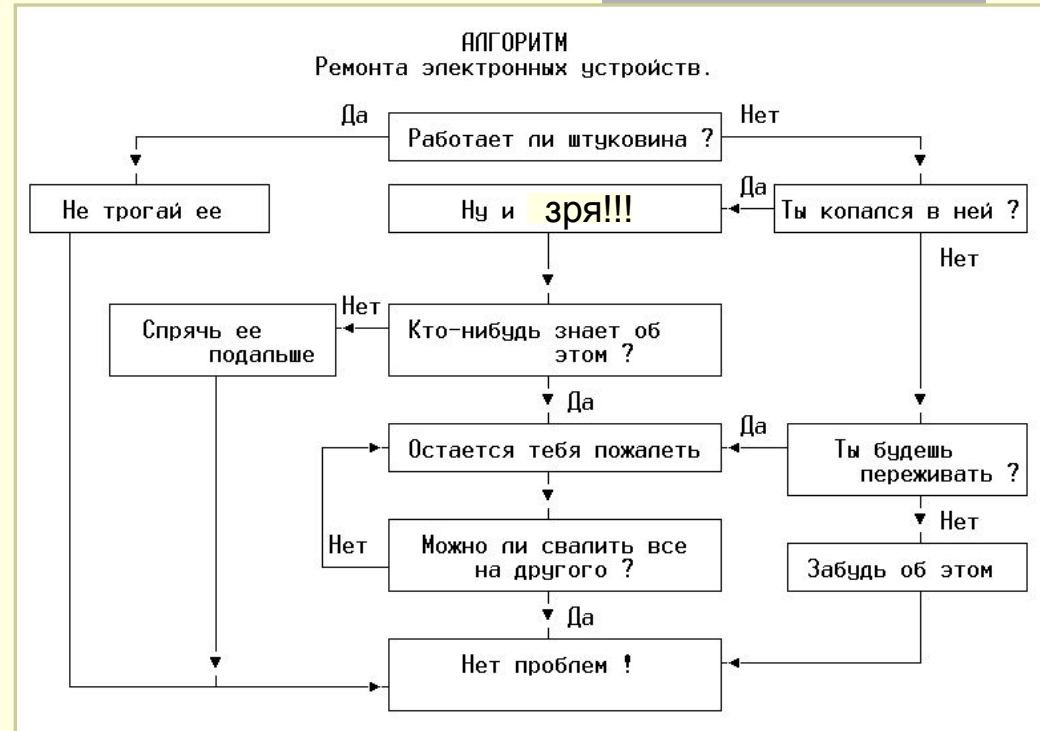 АЛГОРИТМ
Ремонта электронных устройств.
Да
Нет
Работает ли штуковина ?
Да
Не трогай ее
Ну и зря!!!
Ты копался в ней ?
Нет
Нет
Спрячь ее
подальше
Кто-нибудь знает об
этом ?
Да
Да
Остается тебя пожалеть
Ты будешь
переживать ?
Нет
Нет
Можно ли свалить все
на другого ?
Забудь об этом
Да
Нет проблем !